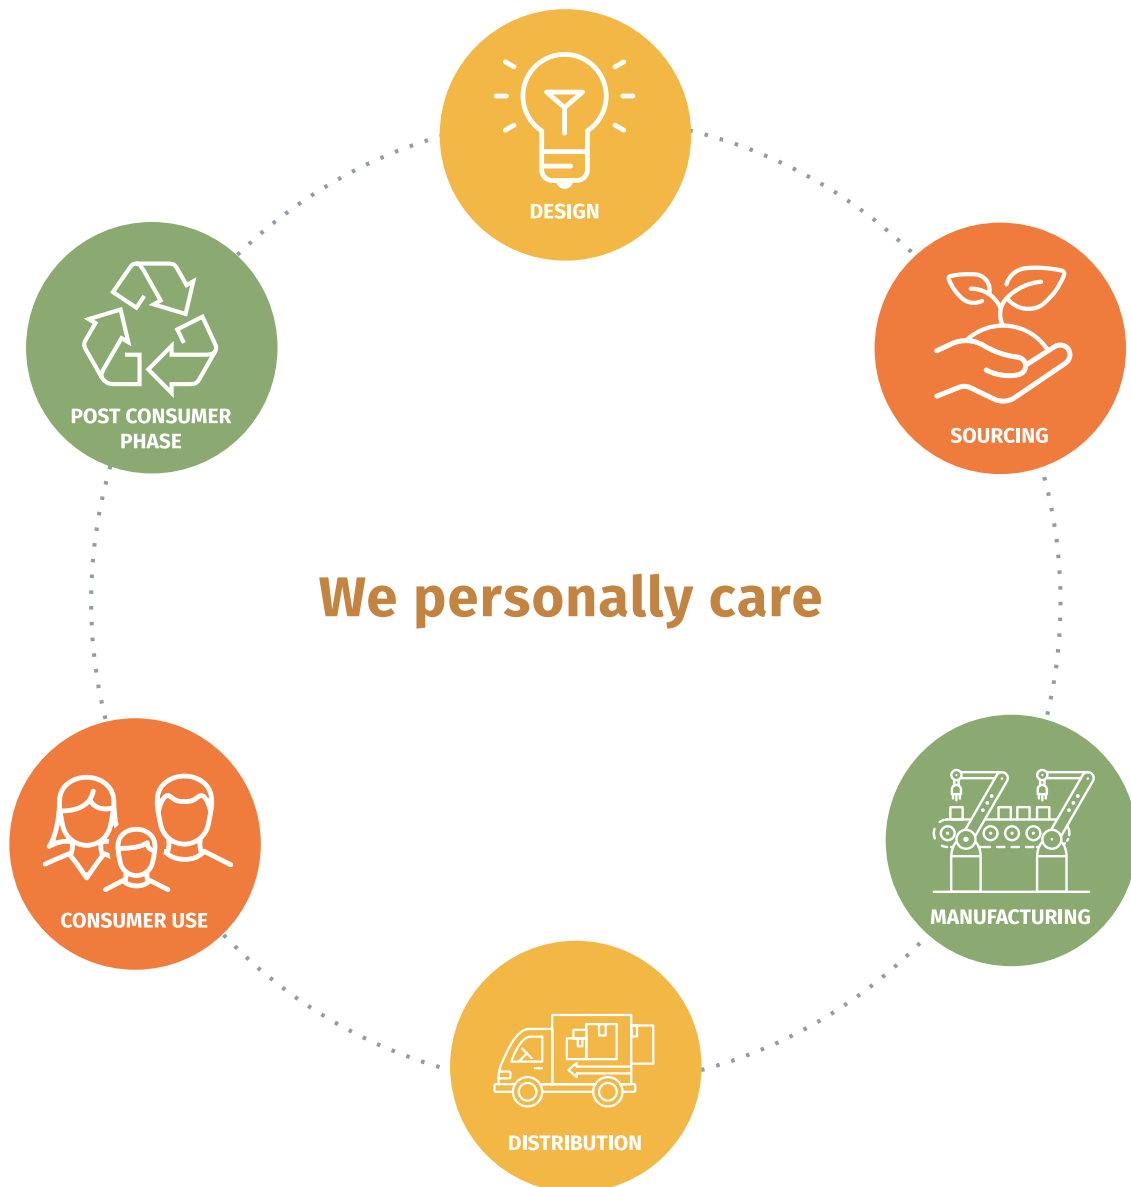 DESIGN
SOURCING
MANUFACTURING
DISTRIBUTION
CONSUMER USE
POST CONSUMER
PHASE
We personally care